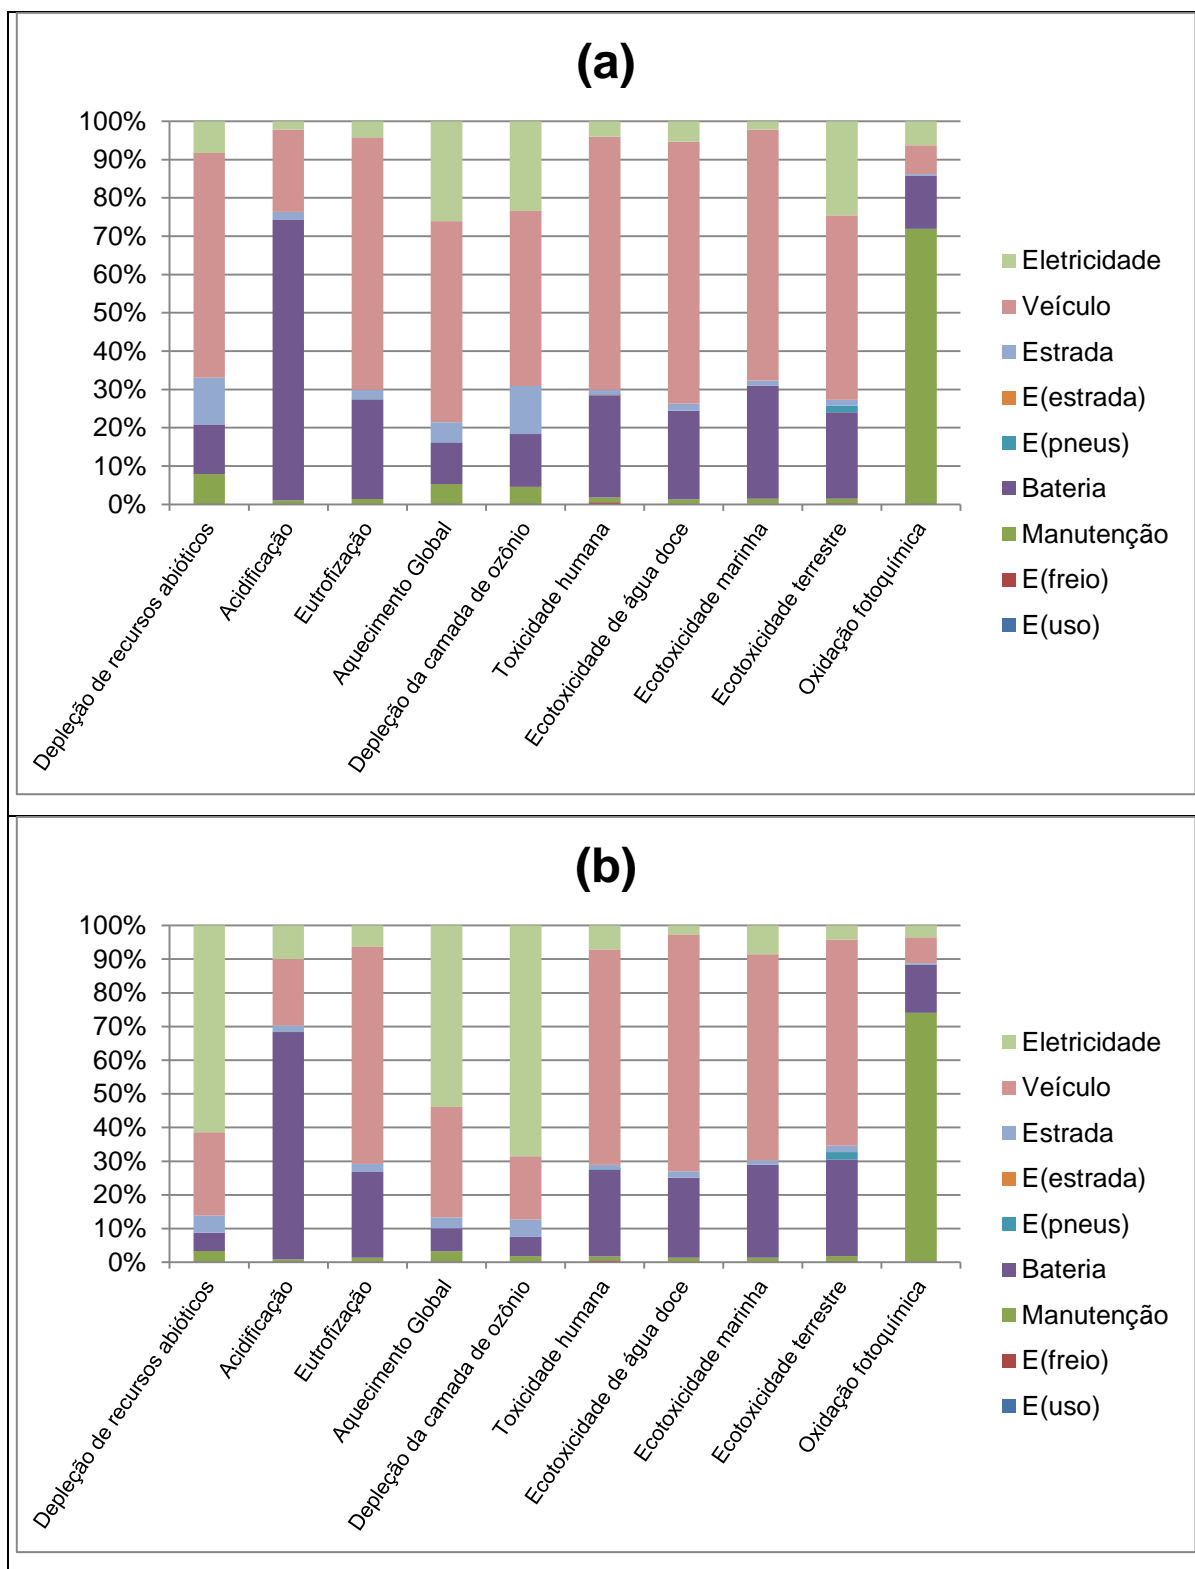 (a)
100%
90%
80%
70%
60%
50%
40%
30%
20%
10%
0%
Depleção de recursos abióticos
Acidificação
Eutrofização
Aquecimento Global
Depleção da camada de ozônio
Toxicidade humana
Ecotoxicidade de água doce
Ecotoxicidade marinha
Ecotoxicidade terrestre
Oxidação fotoquímica
Eletricidade
Veículo
Estrada
E(estrada)
E(pneus)
Bateria
Manutenção
E(freio)
E(uso)
(b)
100%
90%
80%
70%
60%
50%
40%
30%
20%
10%
0%
Depleção de recursos abióticos
Acidificação
Eutrofização
Aquecimento Global
Depleção da camada de ozônio
Toxicidade humana
Ecotoxicidade de água doce
Ecotoxicidade marinha
Ecotoxicidade terrestre
Oxidação fotoquímica
Eletricidade
Veículo
Estrada
E(estrada)
E(pneus)
Bateria
Manutenção
E(freio)
E(uso)